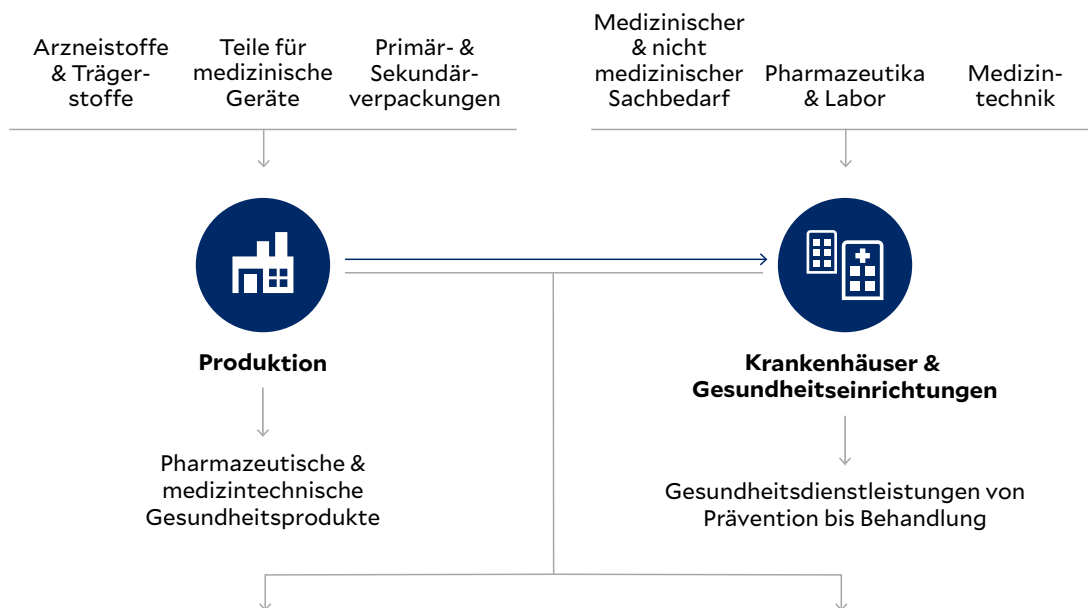 Arzneistoffe
& Träger-
stoffe
Teile für
medizinische
Geräte
Primär- &
Sekundär-
verpackungen
Medizinischer
& nicht
medizinischer
Sachbedarf
Pharmazeutika
& Labor
Medizin-
technik
Produktion
Krankenhäuser &
Gesundheitseinrichtungen
Pharmazeutische &
medizintechnische
Gesundheitsprodukte
Gesundheitsdienstleistungen von
Prävention bis Behandlung